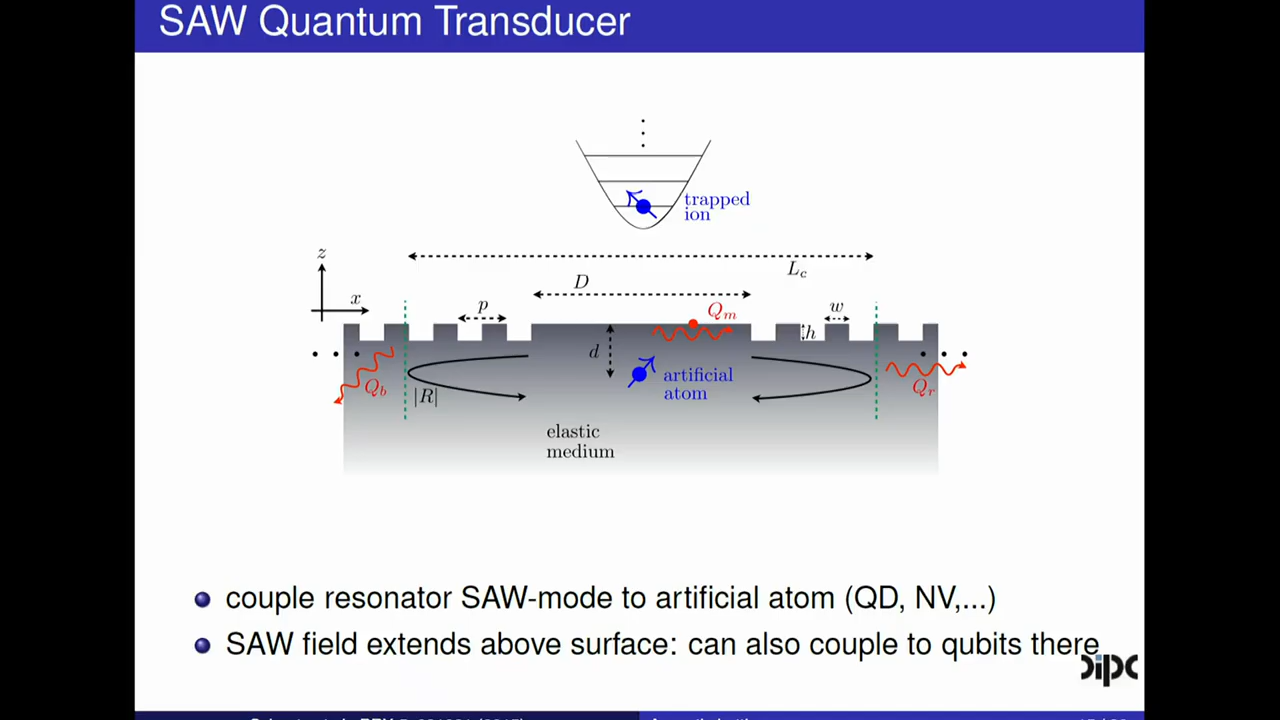 SAW Quantum Transducer
trapped
ion
z
x
L_c
D
p
Q_m
w
h
d
artificial
atom
Q_b
|R|
Q_r
elastic
medium
couple resonator SAW-mode to artificial atom (QD, NV,...)
SAW field extends above surface: can also couple to qubits there
dipc